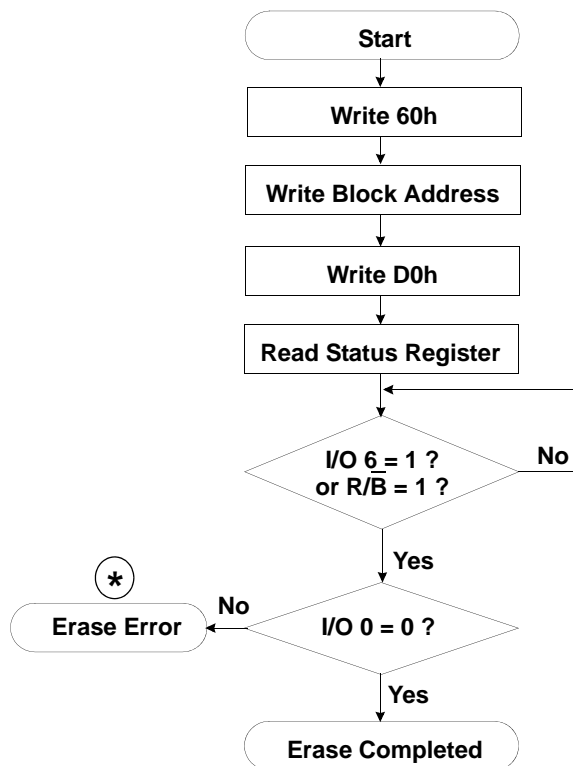 Start
Write 60h
Write Block Address
Write D0h
Read Status Register
I/O 6 = 1 ?
or R/B̅ = 1 ?
No
Yes
*
No
Erase Error
I/O 0 = 0 ?
Yes
Erase Completed